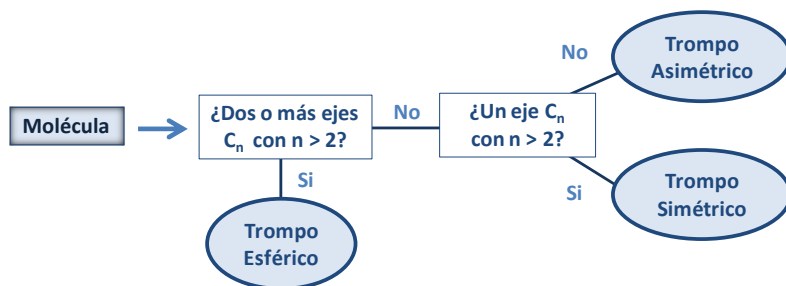 Molécula
¿Dos o más ejes
Cn con n > 2?
No
¿Un eje Cn
con n > 2?
No
Trompo
Asimétrico
Si
Trompo
Simétrico
Si
Trompo
Esférico